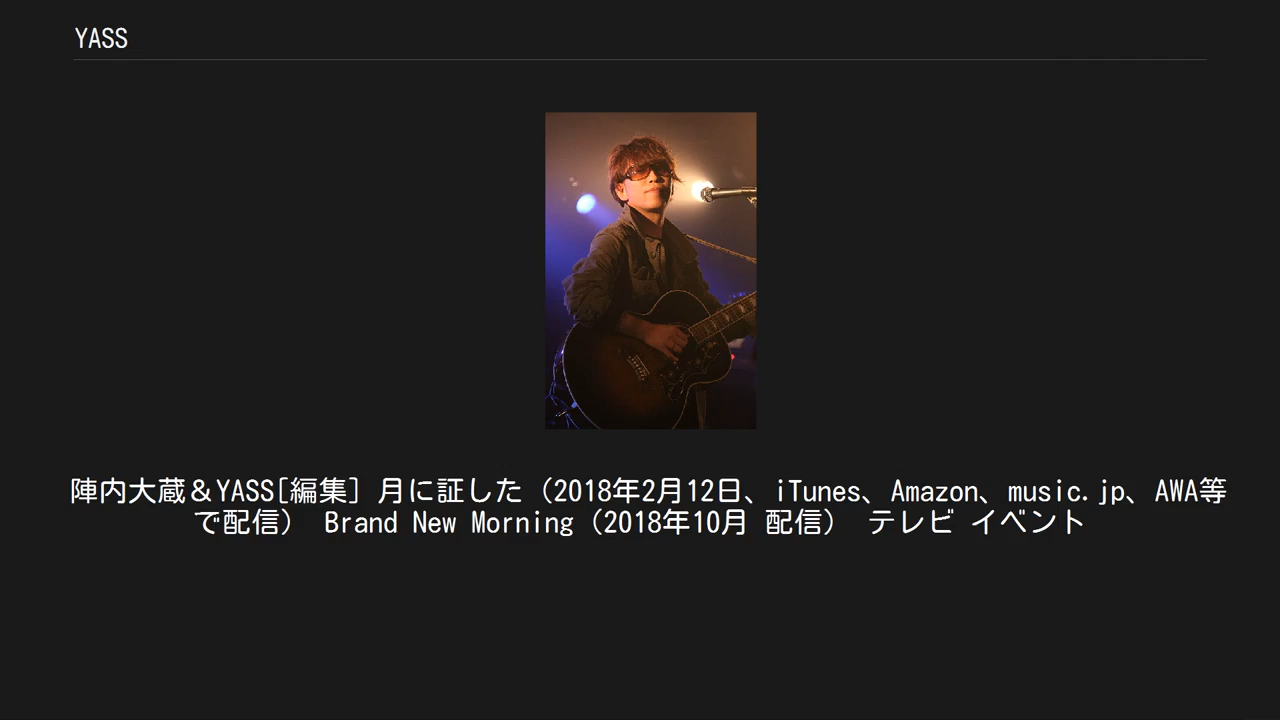 YASS
陣内大蔵＆YASS[編集] 月に証した（2018年2月12日、iTunes、Amazon、music.jp、AWA等
で配信） Brand New Morning（2018年10月 配信） テレビ イベント